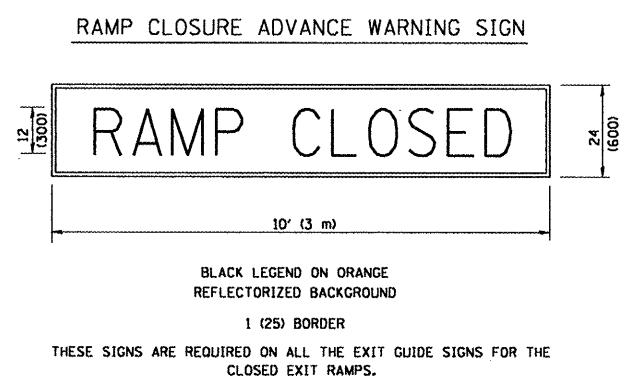 RAMP CLOSURE ADVANCE WARNING SIGN
12
(300)
RAMP CLOSED
24
(600)
10' (3 m)
BLACK LEGEND ON ORANGE
REFLECTORIZED BACKGROUND
1 (25) BORDER
THESE SIGNS ARE REQUIRED ON ALL THE EXIT GUIDE SIGNS FOR THE
CLOSED EXIT RAMPS.